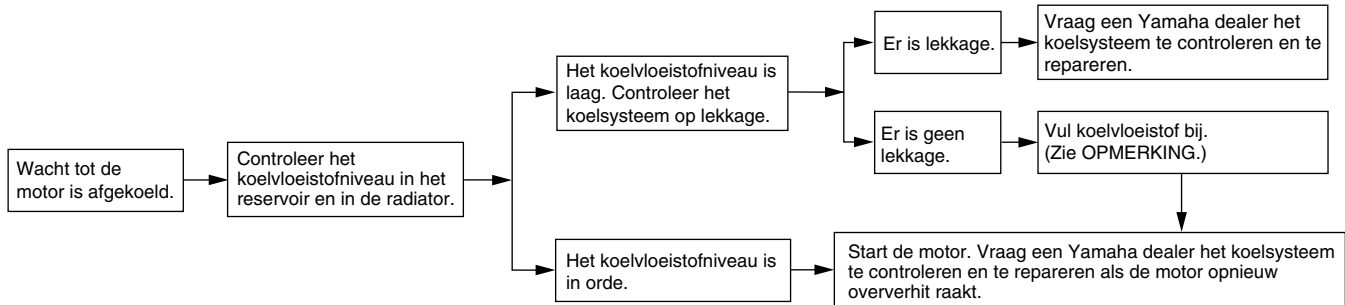 Wacht tot de
motor is afgekoeld.
Controleer het
koelvloeistofniveau in het
reservoir en in de radiator.
Het koelvloeistofniveau is
laag. Controleer het
koelsysteem op lekkage.
Er is lekkage.
Vraag een Yamaha dealer het
koelsysteem te controleren en te
repareren.
Er is geen
lekkage.
Vul koelvloeistof bij.
(Zie OPMERKING.)
Het koelvloeistofniveau is
in orde.
Start de motor. Vraag een Yamaha dealer het koelsysteem
te controleren en te repareren als de motor opnieuw
oververhit raakt.